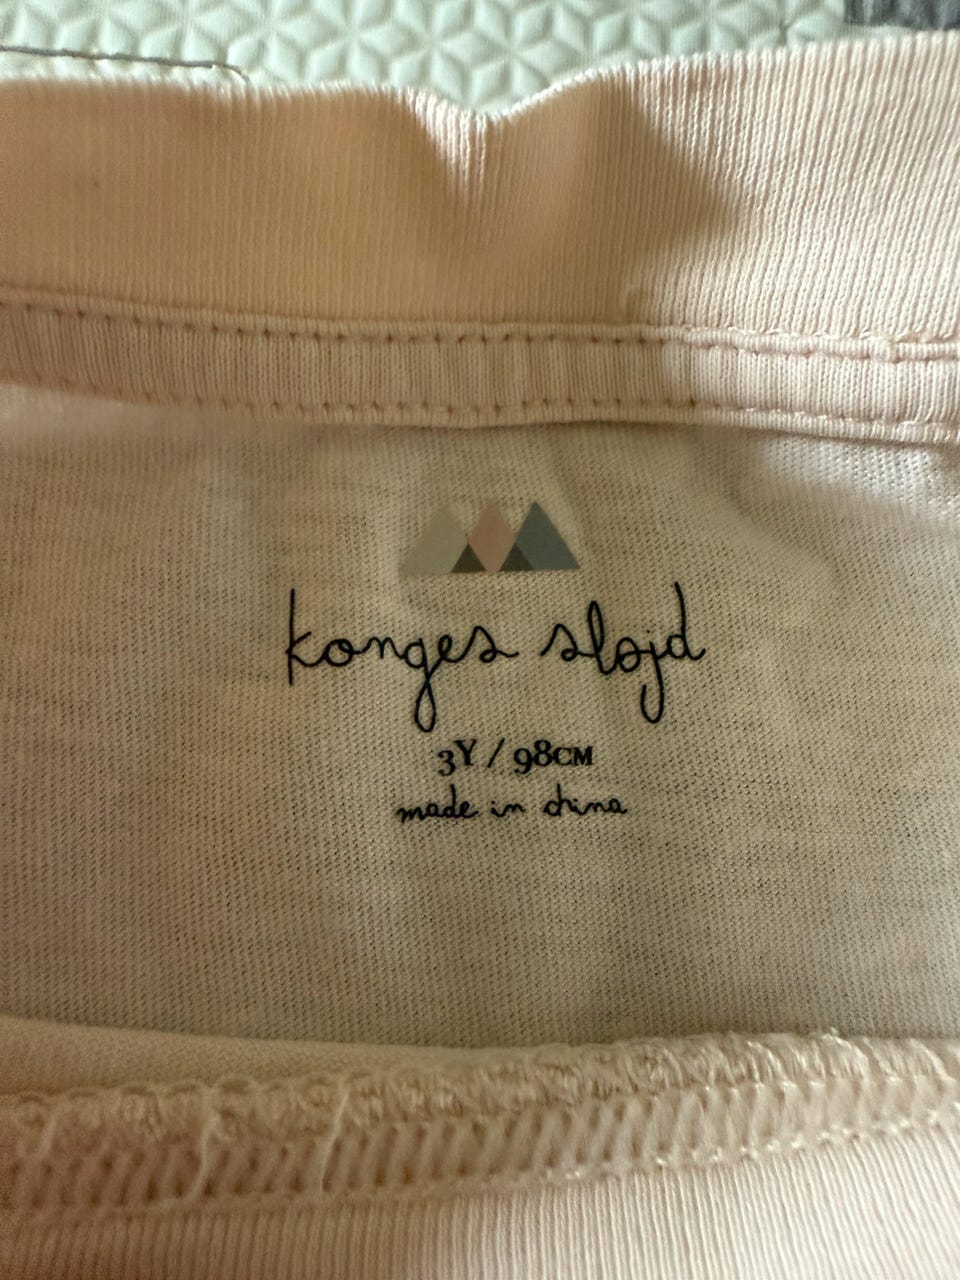 konges sløjd
3Y / 98CM
made in china